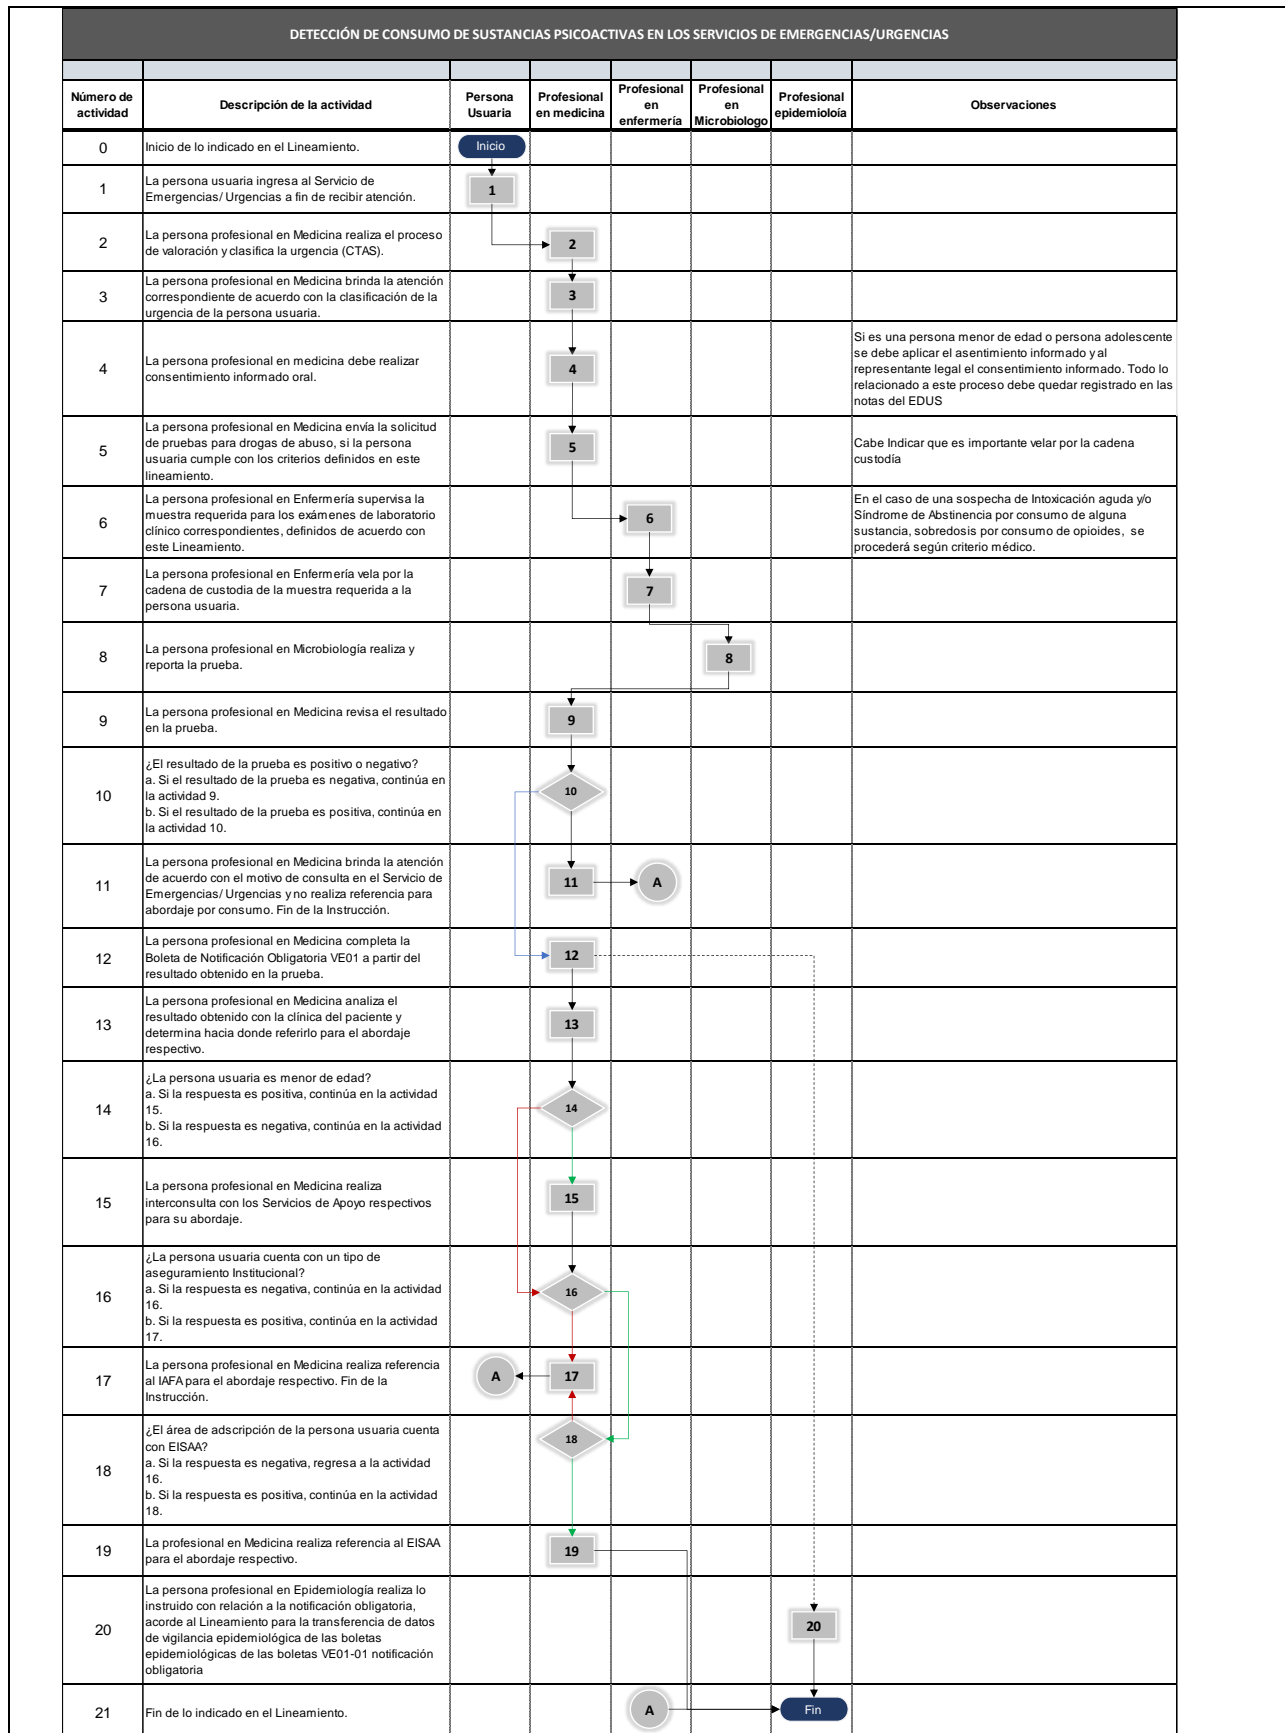 DETECCIÓN DE CONSUMO DE SUSTANCIAS PSICOACTIVAS EN LOS SERVICIOS DE EMERGENCIAS/URGENCIAS
Número de
actividad
Descripción de la actividad
Persona
Usuaria
Profesional
en medicina
Profesional
en
enfermería
Profesional
en
Microbiologo
Profesional
epidemioloía
Observaciones
0
Inicio de lo indicado en el Lineamiento.
Inicio
1
La persona usuaria ingresa al Servicio de
Emergencias/ Urgencias a fin de recibir atención.
1
2
La persona profesional en Medicina realiza el proceso
de valoración y clasifica la urgencia (CTAS).
2
3
La persona profesional en Medicina brinda la atención
correspondiente de acuerdo con la clasificación de la
urgencia de la persona usuaria.
3
4
La persona profesional en medicina debe realizar
consentimiento informado oral.
4
Si es una persona menor de edad o persona adolescente
se debe aplicar el asentimiento informado y al
representante legal el consentimiento informado. Todo lo
relacionado a este proceso debe quedar registrado en las
notas del EDUS
5
La persona profesional en Medicina envía la solicitud
de pruebas para drogas de abuso, si la persona
usuaria cumple con los criterios definidos en este
lineamiento.
5
Cabe Indicar que es importante velar por la cadena
custodía
6
La persona profesional en Enfermería supervisa la
muestra requerida para los exámenes de laboratorio
clínico correspondientes, definidos de acuerdo con
este Lineamiento.
6
En el caso de una sospecha de Intoxicación aguda y/o
Síndrome de Abstinencia por consumo de alguna
sustancia, sobredosis por consumo de opioides, se
procederá según criterio médico.
7
La persona profesional en Enfermería vela por la
cadena de custodia de la muestra requerida a la
persona usuaria.
7
8
La persona profesional en Microbiología realiza y
reporta la prueba.
8
9
La persona profesional en Medicina revisa el resultado
en la prueba.
9
10
¿El resultado de la prueba es positivo o negativo?
a. Si el resultado de la prueba es negativa, continúa en
la actividad 9.
b. Si el resultado de la prueba es positiva, continúa en
la actividad 10.
10
11
La persona profesional en Medicina brinda la atención
de acuerdo con el motivo de consulta en el Servicio de
Emergencias/ Urgencias y no realiza referencia para
abordaje por consumo. Fin de la Instrucción.
11
A
12
La persona profesional en Medicina completa la
Boleta de Notificación Obligatoria VE01 a partir del
resultado obtenido en la prueba.
12
13
La persona profesional en Medicina analiza el
resultado obtenido con la clínica del paciente y
determina hacia donde referirlo para el abordaje
respectivo.
13
14
¿La persona usuaria es menor de edad?
a. Si la respuesta es positiva, continúa en la actividad
15.
b. Si la respuesta es negativa, continúa en la actividad
16.
14
15
La persona profesional en Medicina realiza
interconsulta con los Servicios de Apoyo respectivos
para su abordaje.
15
16
¿La persona usuaria cuenta con un tipo de
aseguramiento Institucional?
a. Si la respuesta es negativa, continúa en la actividad
16.
b. Si la respuesta es positiva, continúa en la actividad
17.
16
17
La persona profesional en Medicina realiza referencia
al IAFA para el abordaje respectivo. Fin de la
Instrucción.
A
17
18
¿El área de adscripción de la persona usuaria cuenta
con EISAA?
a. Si la respuesta es negativa, regresa a la actividad
16.
b. Si la respuesta es positiva, continúa en la actividad
18.
18
19
La profesional en Medicina realiza referencia al EISAA
para el abordaje respectivo.
19
20
La persona profesional en Epidemiología realiza lo
instruido con relación a la notificación obligatoria,
acorde al Lineamiento para la transferencia de datos
de vigilancia epidemiológica de las boletas
epidemiológicas de las boletas VE01-01 notificación
obligatoria
20
21
Fin de lo indicado en el Lineamiento.
A
Fin